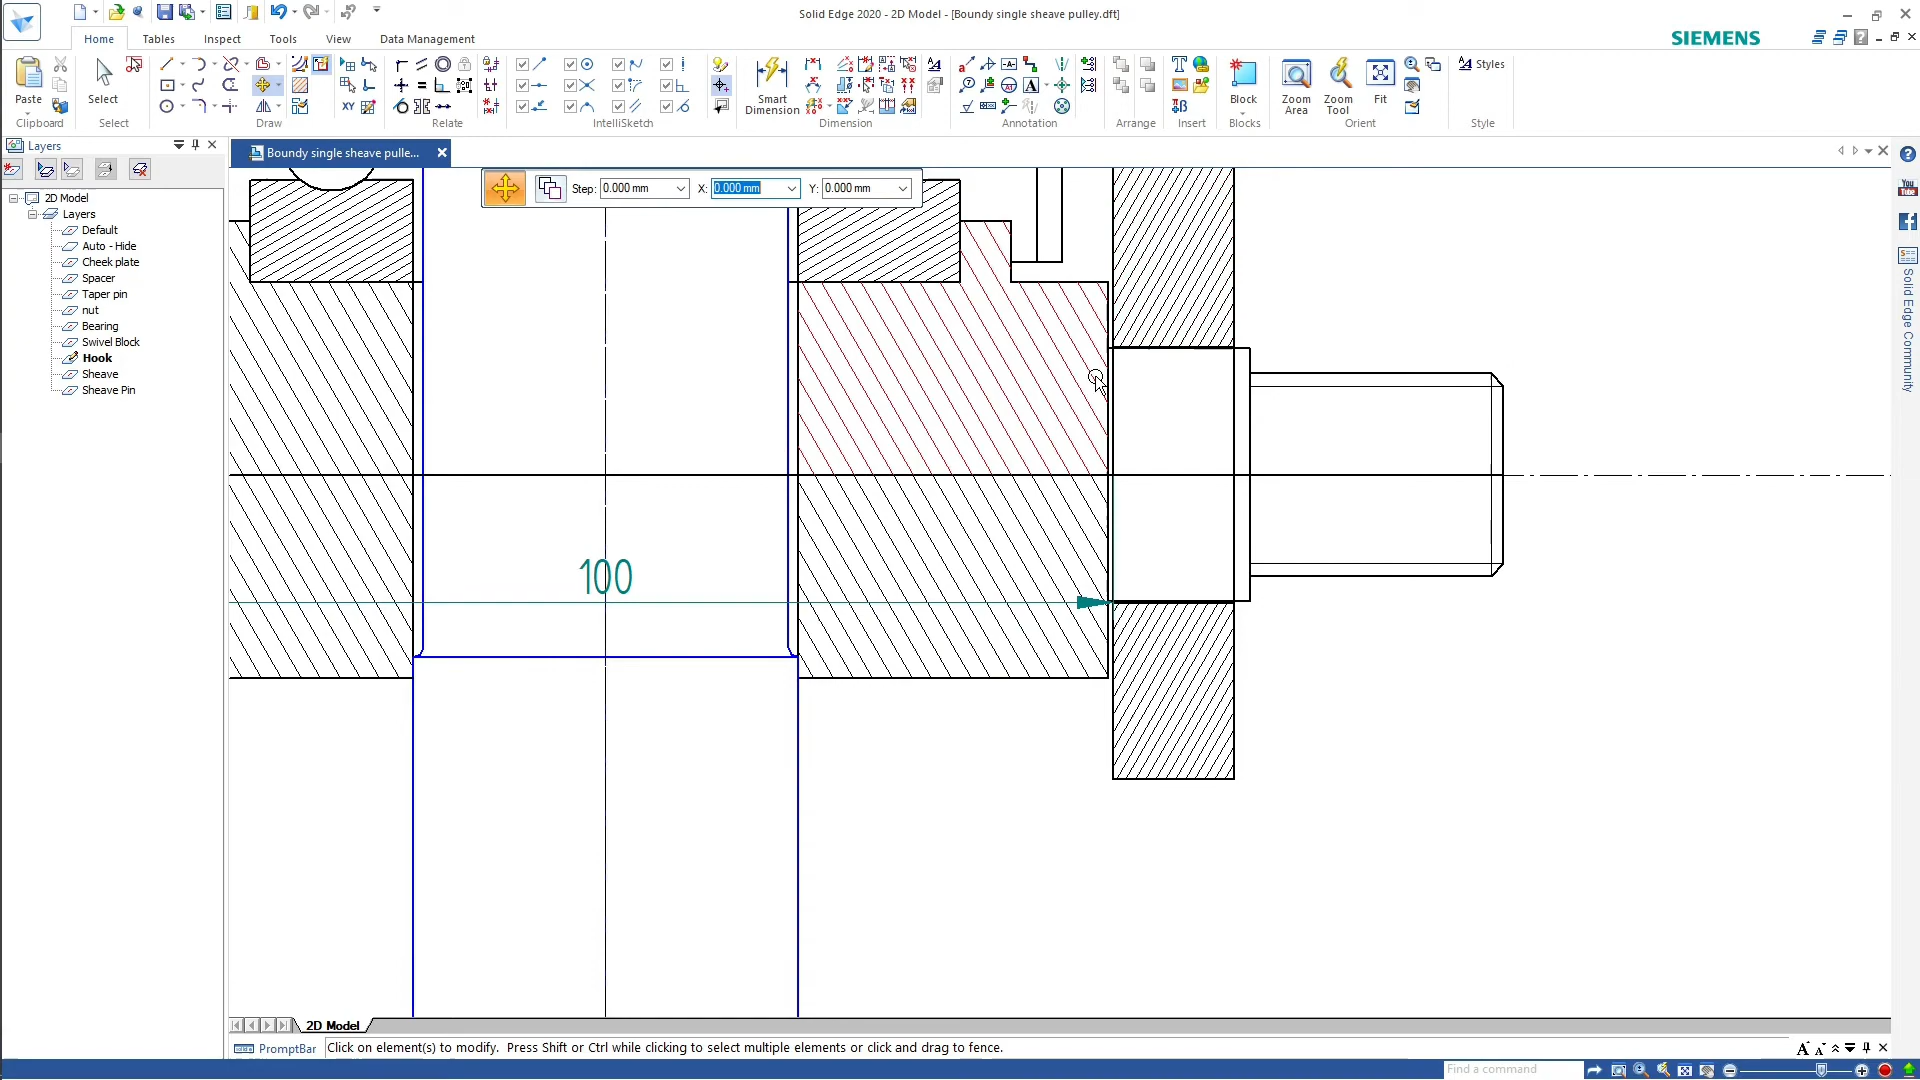 Solid Edge 2020 - 2D Model - [Boundy single sheave pulley.dft]
Home Tables Inspect Tools View Data Management
SIEMENS
Paste
Clipboard
Select
Select
Draw
Relate
IntelliSketch
Smart Dimension
Dimension
Annotation
Arrange
Insert
Block
Blocks
Zoom Area
Zoom Tool
Fit
Orient
Styles
Style
XY
Layers
Boundy single sheave pulle...
Step: 0.000 mm X: 0.000 mm Y: 0.000 mm
2D Model
Layers
Default
Auto - Hide
Cheek plate
Spacer
Taper pin
nut
Bearing
Swivel Block
Hook
Sheave
Sheave Pin
100
You Tube
Solid Edge Community
2D Model
PromptBar Click on element(s) to modify. Press Shift or Ctrl while clicking to select multiple elements or click and drag to fence.
Find a command